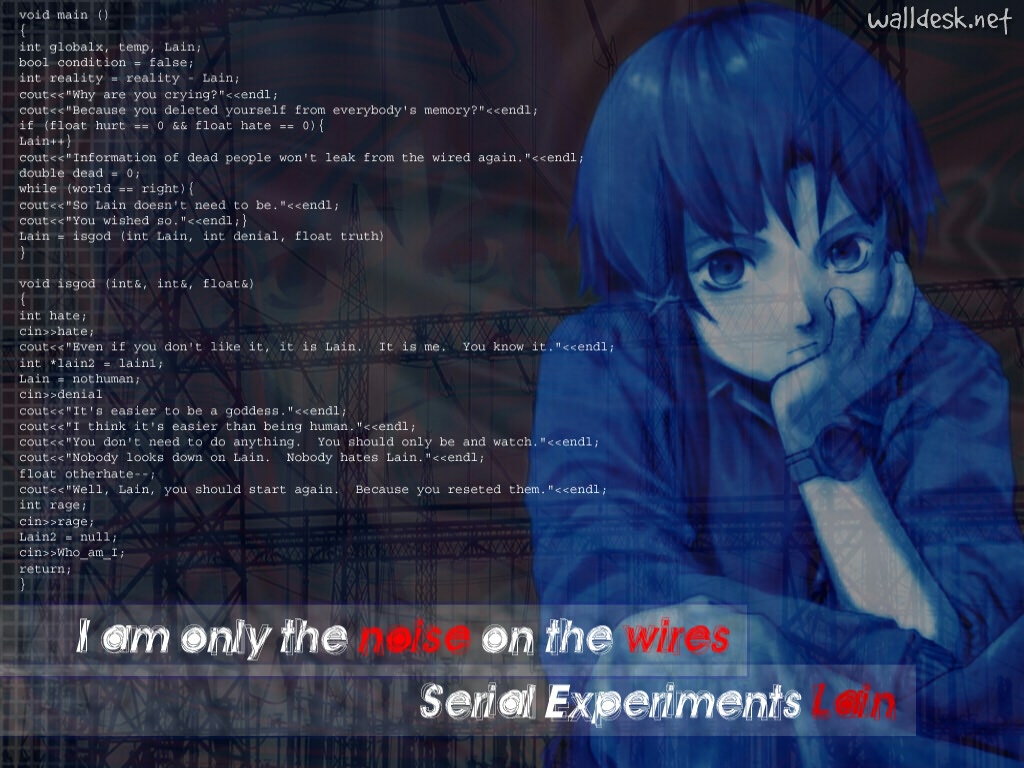 walldesk.net
void main ()
{
int globalx, temp, Lain;
bool condition = false;
int reality = reality - Lain;
cout<<"Why are you crying?"<<endl;
cout<<"Because you deleted yourself from everybody's memory?"<<endl;
if (float hurt == 0 && float hate == 0){
Lain++}
cout<<"Information of dead people won't leak from the wired again."<<endl;
double dead = 0;
while (world == right){
cout<<"So Lain doesn't need to be."<<endl;
cout<<"You wished so."<<endl;}
Lain = isgod (int Lain, int denial, float truth)
}
void isgod (int&, int&, float&)
{
int hate;
cin>>hate;
cout<<"Even if you don't like it, it is Lain.  It is me.  You know it."<<endl;
int *lain2 = lain1;
Lain = nothuman;
cin>>denial
cout<<"It's easier to be a goddess."<<endl;
cout<<"I think it's easier than being human."<<endl;
cout<<"You don't need to do anything.  You should only be and watch."<<endl;
cout<<"Nobody looks down on Lain.  Nobody hates Lain."<<endl;
float otherhate--;
cout<<"Well, Lain, you should start again.  Because you reseted them."<<endl;
int rage;
cin>>rage;
Lain2 = null;
cin>>Who_am_I;
return;
}
I am only the noise on the wires
Serial Experiments Lain